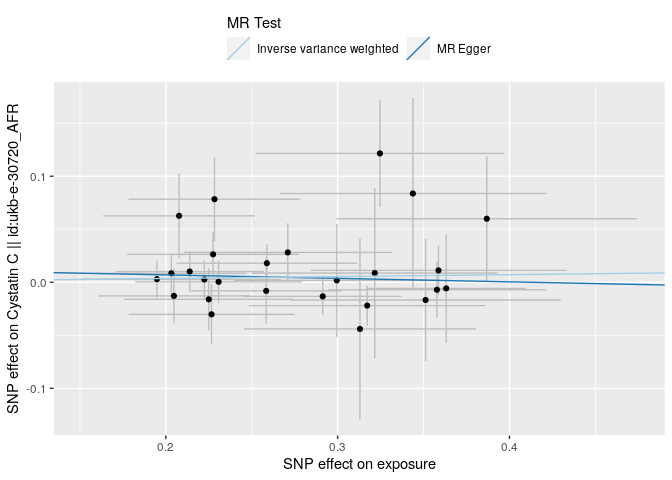 MR Test
Inverse variance weighted
MR Egger
SNP effect on Cystatin C || id:ukb-e-30720_AFR
0.1
0.0
-0.1
0.2
0.3
0.4
SNP effect on exposure